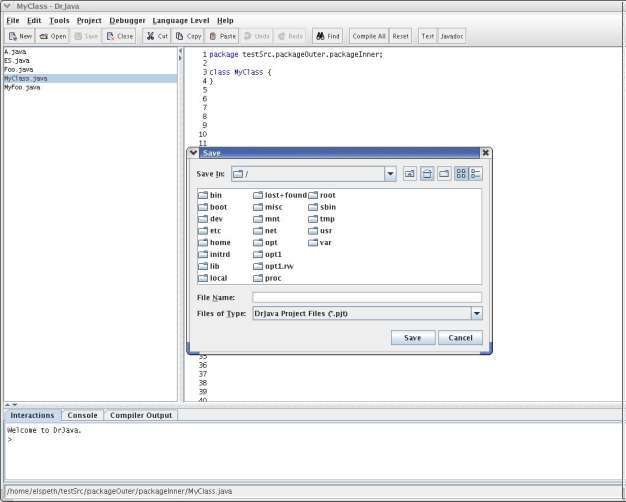 MyClass - DrJava
File Edit Tools Project Debugger Language Level Help
New Open Save Close Cut Copy Paste Undo Redo Find Compile All Reset Test Javadoc
A.java
ES.java
Foo.java
MyClass.java
MyFoo.java
1 package testSrc.packageOuter.packageInner;
2
3 class MyClass {
4 }
5
6
7
8
9
10
11
Save
Save In: /
bin lost+found root
boot misc sbin
dev mnt tmp
etc net usr
home opt var
initrd opt1
lib opt1.rw
local proc
File Name:
Files of Type: DrJava Project Files (*.pjt)
Save Cancel
35
36
37
38
39
40
Interactions Console Compiler Output
Welcome to DrJava.
>
/home/elspeth/testSrc/packageOuter/packageInner/MyClass.java